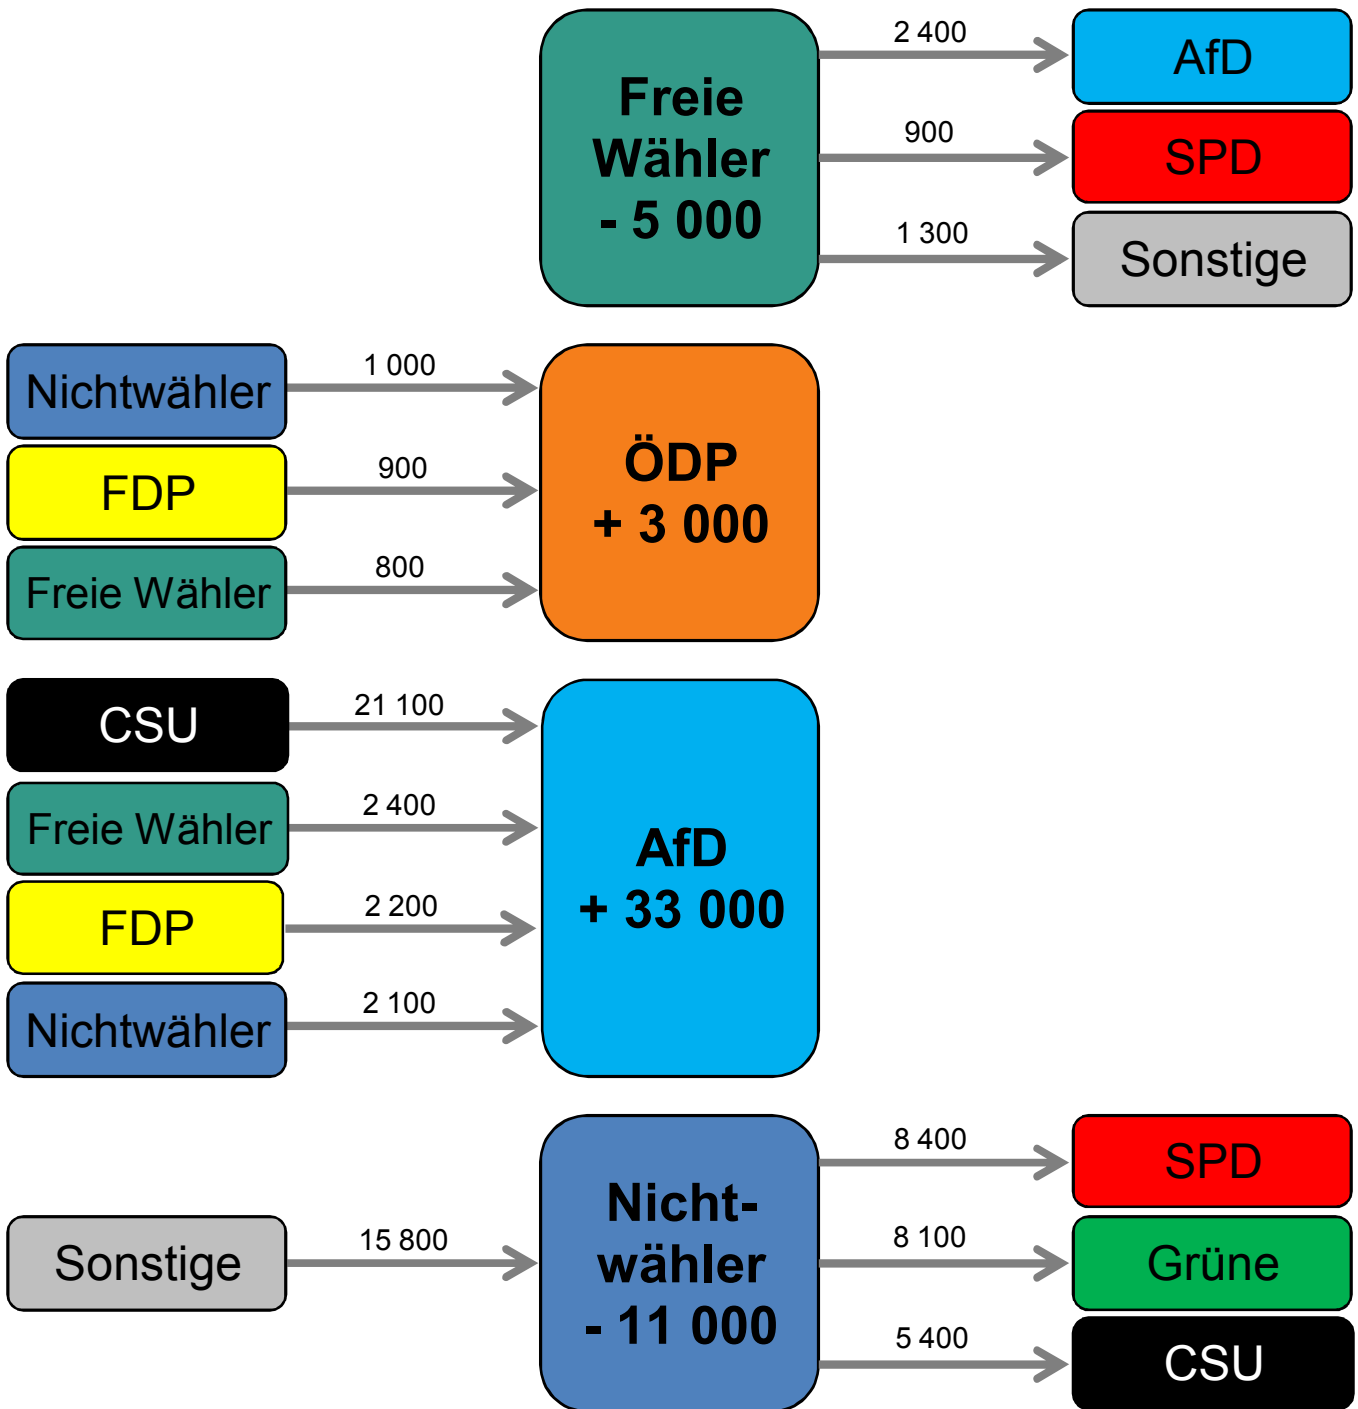 Freie
Wähler
- 5 000
2 400
AfD
900
SPD
1 300
Sonstige
Nichtwähler
1 000
FDP
900
Freie Wähler
800
ÖDP
+ 3 000
CSU
21 100
Freie Wähler
2 400
FDP
2 200
Nichtwähler
2 100
AfD
+ 33 000
Sonstige
15 800
Nicht-
wähler
- 11 000
8 400
SPD
8 100
Grüne
5 400
CSU